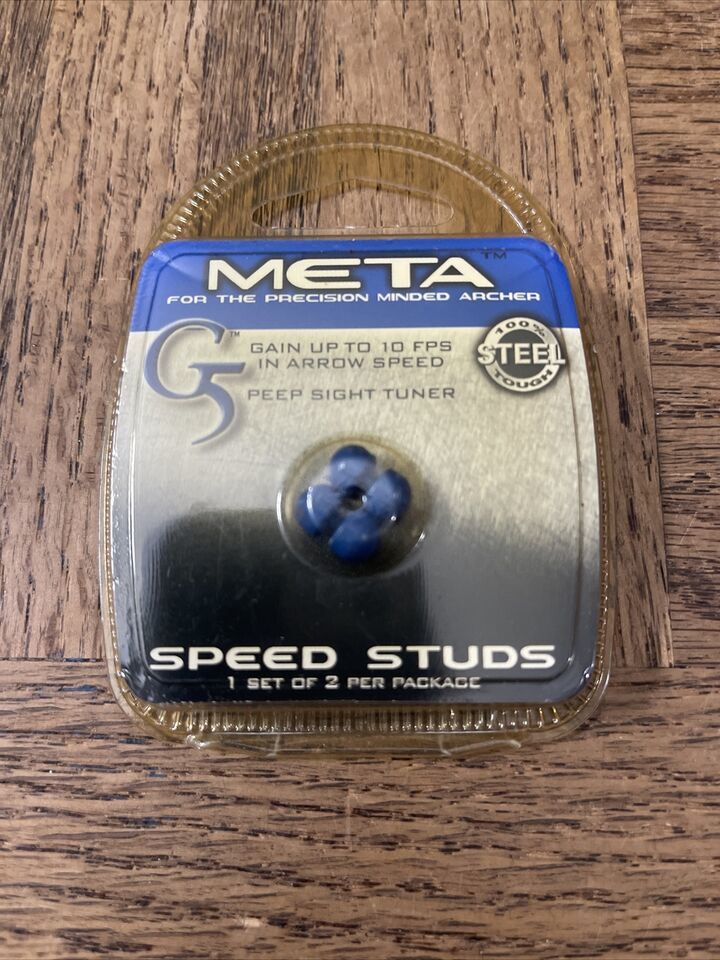 META™
FOR THE PRECISION MINDED ARCHER
G5™
GAIN UP TO 10 FPS
IN ARROW SPEED
PEEP SIGHT TUNER
100%
STEEL
TOUGH
SPEED STUDS
1 SET OF 2 PER PACKAGE